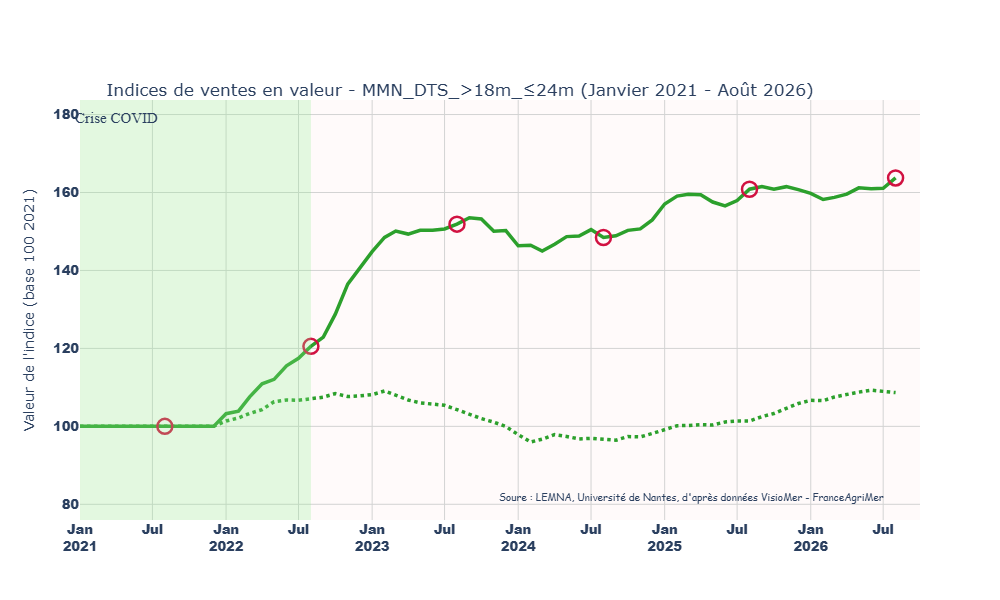 Indices de ventes en valeur - MMN_DTS_>18m_≤24m (Janvier 2021 - Août 2026)
Crise COVID
Valeur de l'indice (base 100 2021)
180
160
140
120
100
80
Soure : LEMNA, Université de Nantes, d'après données VisioMer - FranceAgriMer
Jan Jul Jan Jul Jan Jul Jan Jul Jan Jul Jan Jul
2021 2022 2023 2024 2025 2026